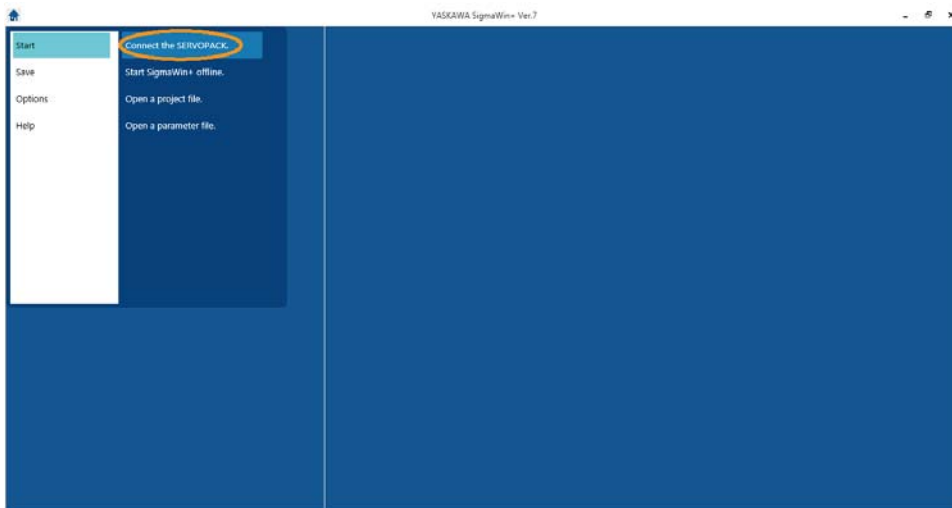 YASKAWA SigmaWin+ Ver.7
Start
Connect the SERVOPACK.
Save
Start SigmaWin+ offline.
Options
Open a project file.
Help
Open a parameter file.